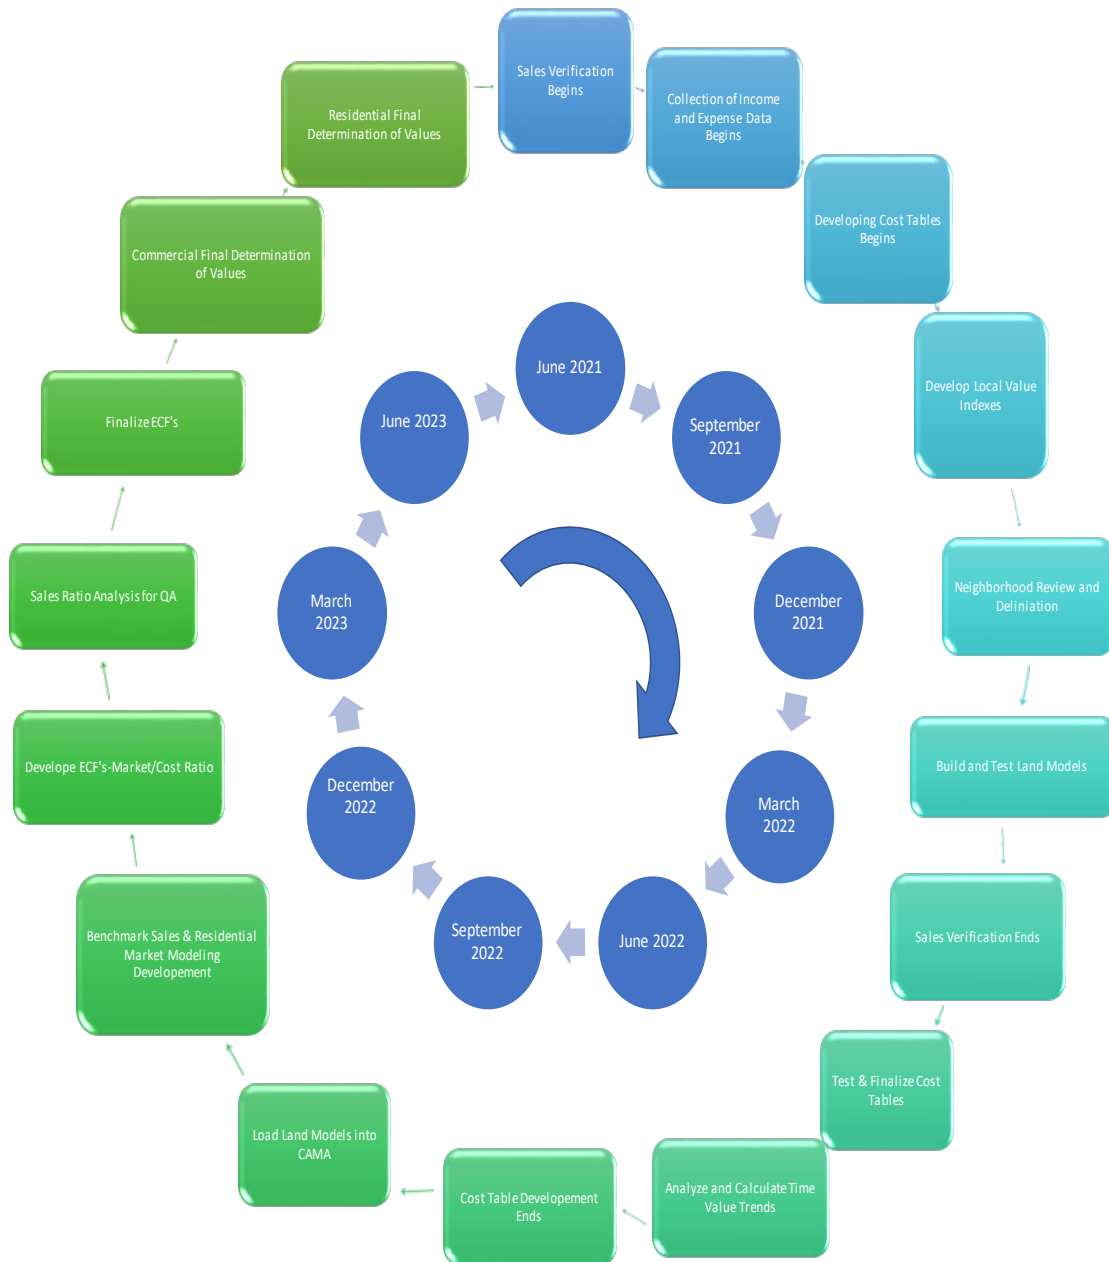 Sales Verification
Begins
Collection of Income
and Expense Data
Begins
Developing Cost Tables
Begins
Develop Local Value
Indexes
Neighborhood Review and
Deliniation
Build and Test Land Models
Sales Verification Ends
Test & Finalize Cost
Tables
Analyze and Calculate Time
Value Trends
Cost Table Developement
Ends
Load Land Models into
CAMA
Benchmark Sales & Residential
Market Modeling
Developement
Develope ECF's-Market/Cost Ratio
Sales Ratio Analysis for QA
Finalize ECF's
Commercial Final Determination
of Values
Residential Final
Determination of Values
June 2021
September
2021
December
2021
March
2022
June 2022
September
2022
December
2022
March
2023
June 2023